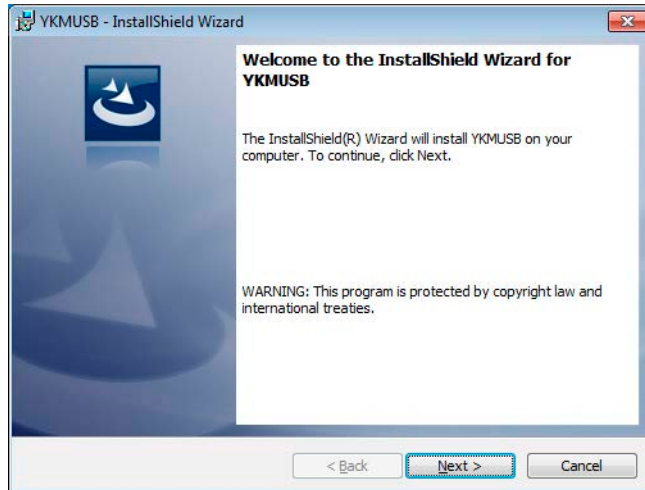 YKMUSB - InstallShield Wizard
Welcome to the InstallShield Wizard for
YKMUSB
The InstallShield(R) Wizard will install YKMUSB on your
computer. To continue, click Next.
WARNING: This program is protected by copyright law and
international treaties.
< Back Next > Cancel